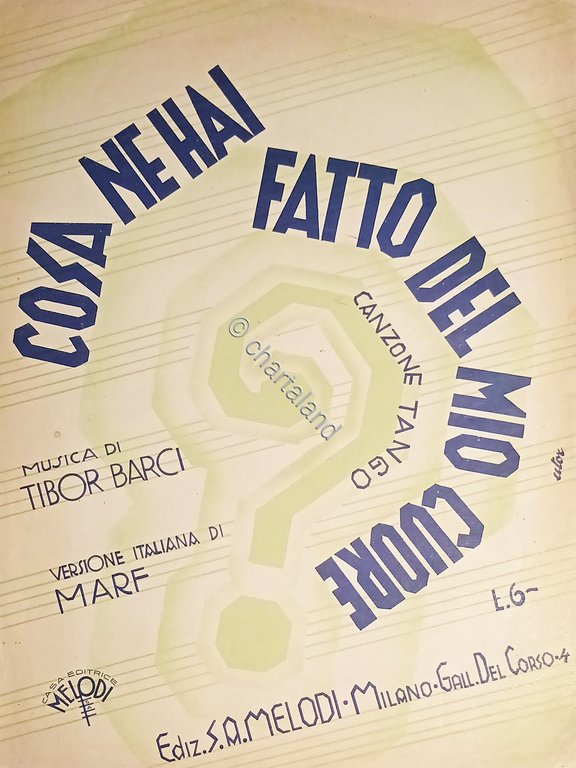 COSA NE HAI
FATTO DEL MIO CUORE
CANZONE TANGO
© chartaland
MUSICA DI
TIBOR BARCI
VERSIONE ITALIANA DI
MARF
L.6-
CASA EDITRICE
MELODI
EDIZ. S.A. MELODI · MILANO · GALL. DEL CORSO · 4